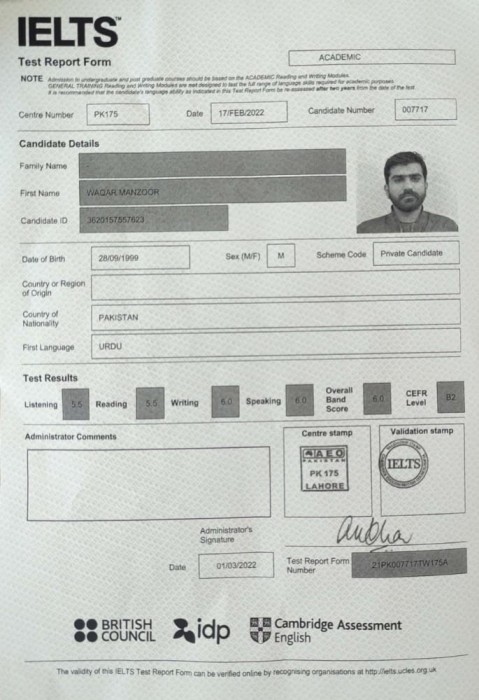 IELTS™
Test Report Form
ACADEMIC
NOTE Admission to undergraduate and post graduate courses should be based on the ACADEMIC Reading and Writing Modules
GENERAL TRAINING Reading and Writing Modules are not designed to test the full range of language skills required for academic purposes
It is recommended that the candidate's language ability as indicated in this Test Report Form be re-assessed after two years from the date of the test
Centre Number PK175 Date 17/FEB/2022 Candidate Number 007717
Candidate Details
Family Name
First Name WAQAR MANZOOR
Candidate ID 3620157557623
Date of Birth 28/09/1999 Sex (M/F) M Scheme Code Private Candidate
Country or Region
of Origin
Country of
Nationality PAKISTAN
First Language URDU
Test Results
Listening 5.5 Reading 5.5 Writing 6.0 Speaking 6.0 Overall Band Score 6.0 CEFR Level B2
Administrator Comments
Centre stamp
Validation stamp
AEO
PAKISTAN
PK 175
LAHORE
IELTS
Administrator's
Signature
Date 01/03/2022
Test Report Form
Number
BRITISH
COUNCIL
idp
Cambridge Assessment
English
The validity of this IELTS Test Report Form can be verified online by recognising organisations at http://ielts.ucles.org.uk